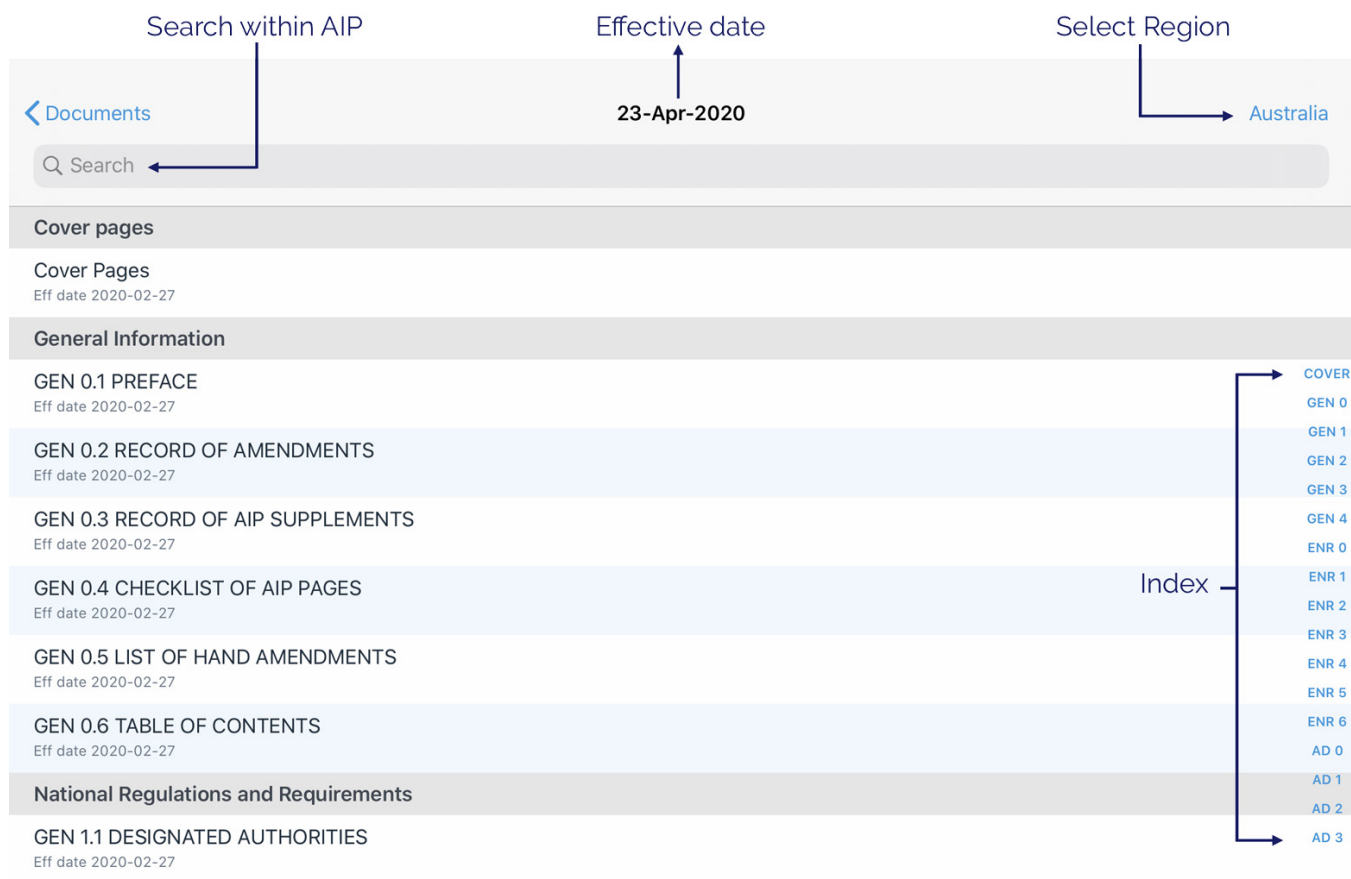 Search within AIP
Effective date
Select Region
Documents
23-Apr-2020
Australia
Search
Cover pages
Cover Pages
Eff date 2020-02-27
General Information
GEN 0.1 PREFACE
Eff date 2020-02-27
GEN 0.2 RECORD OF AMENDMENTS
Eff date 2020-02-27
GEN 0.3 RECORD OF AIP SUPPLEMENTS
Eff date 2020-02-27
GEN 0.4 CHECKLIST OF AIP PAGES
Eff date 2020-02-27
GEN 0.5 LIST OF HAND AMENDMENTS
Eff date 2020-02-27
GEN 0.6 TABLE OF CONTENTS
Eff date 2020-02-27
National Regulations and Requirements
GEN 1.1 DESIGNATED AUTHORITIES
Eff date 2020-02-27
Index
COVER
GEN 0
GEN 1
GEN 2
GEN 3
GEN 4
ENR 0
ENR 1
ENR 2
ENR 3
ENR 4
ENR 5
ENR 6
AD 0
AD 1
AD 2
AD 3